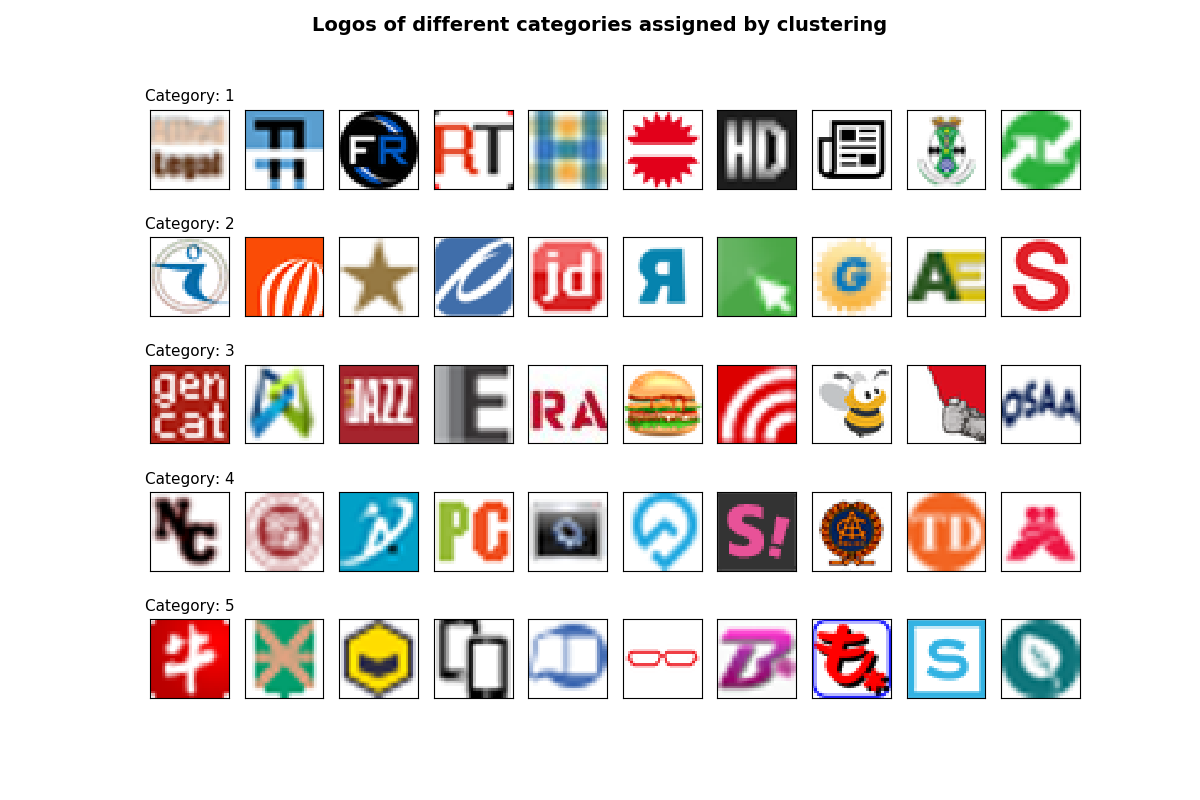 Logos of different categories assigned by clustering
Category: 1
Legal
FR
RT
H
HD
Category: 2
jd
Я
G
AE
S
Category: 3
gen
cat
JAZZ
E
RA
OSAA
Category: 4
NC
PC
S!
TD
Category: 5
牛
B
も
S